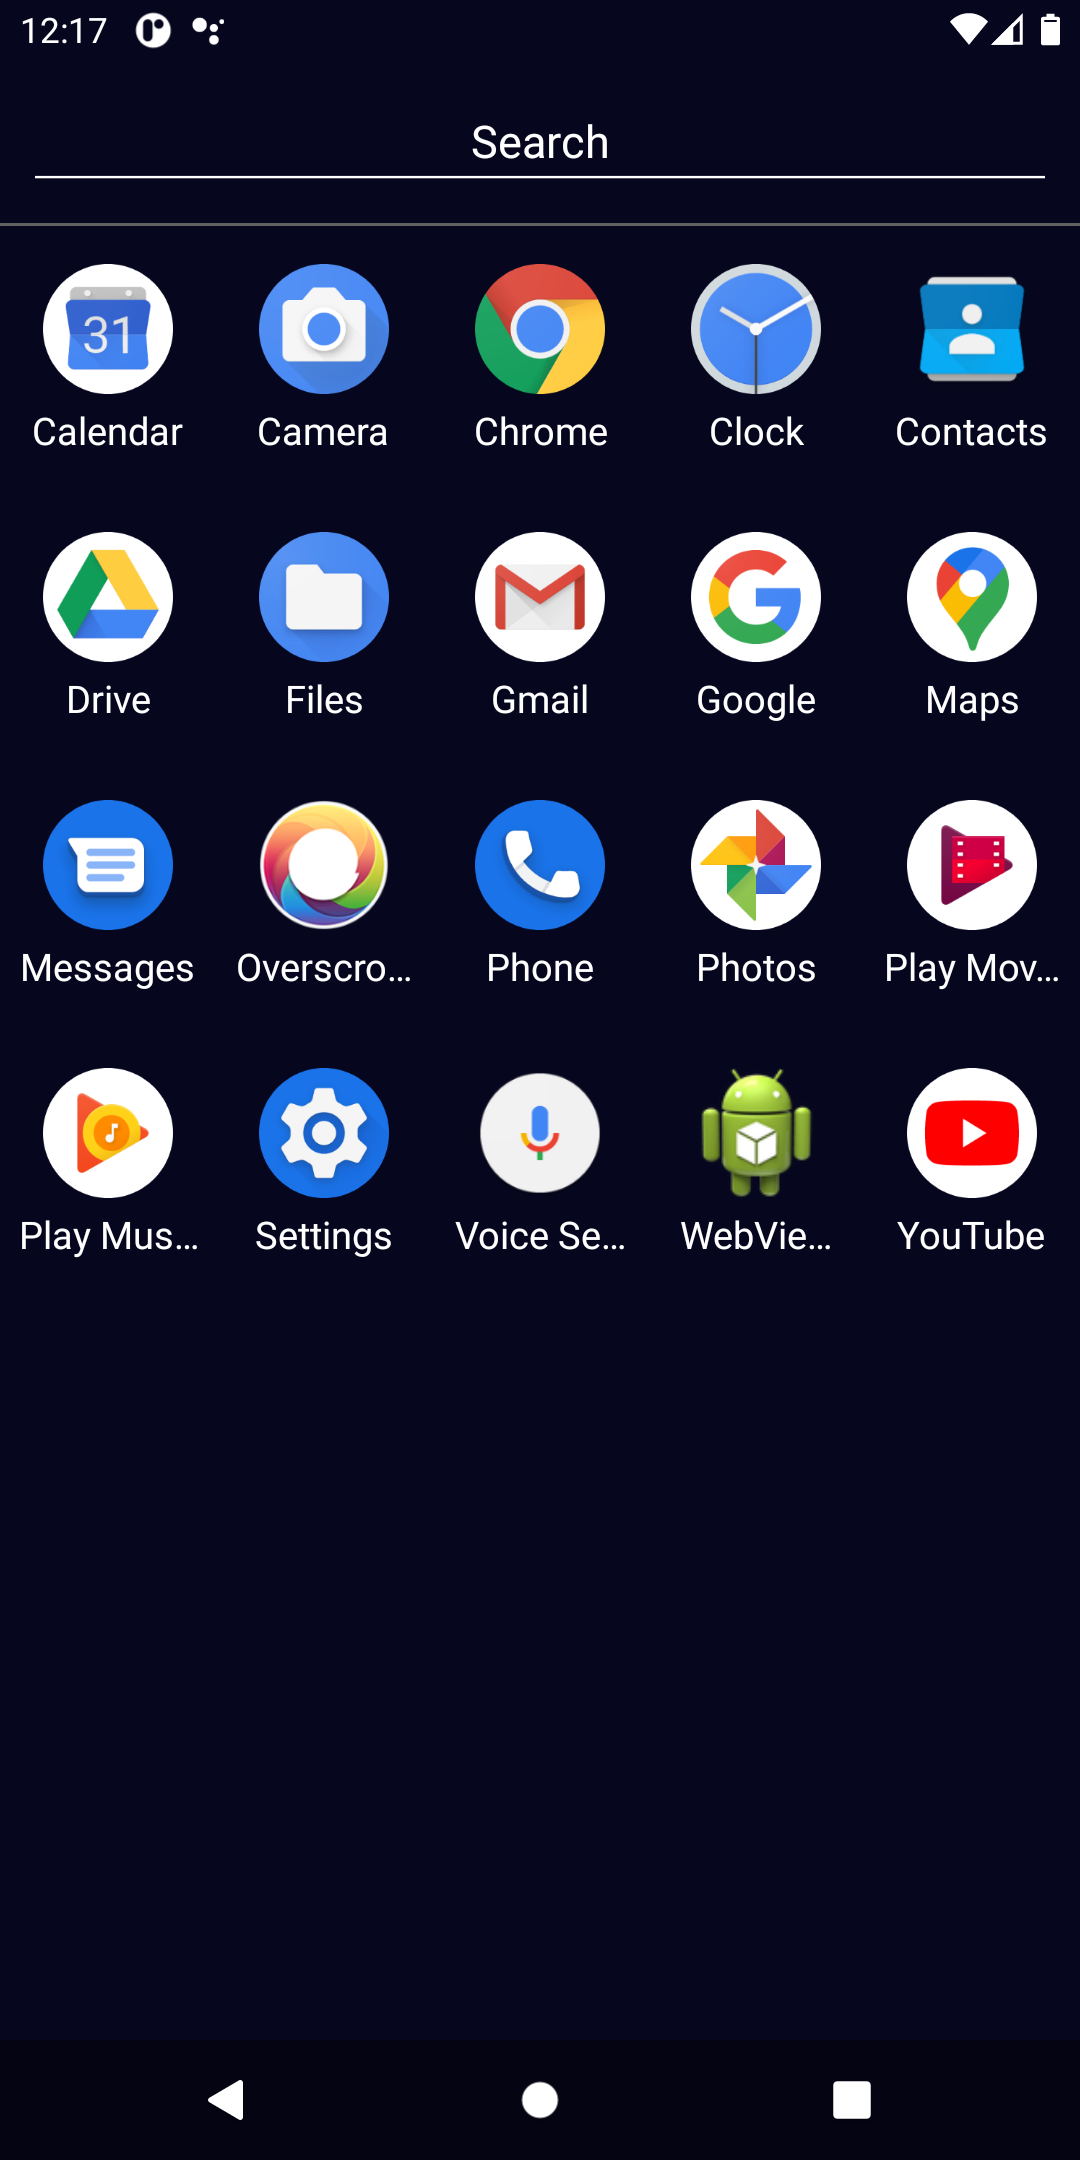 12:17
Search
Calendar Camera Chrome Clock Contacts
31
Drive Files Gmail Google Maps
Messages Overscro... Phone Photos Play Mov...
Play Mus... Settings Voice Se... WebVie... YouTube